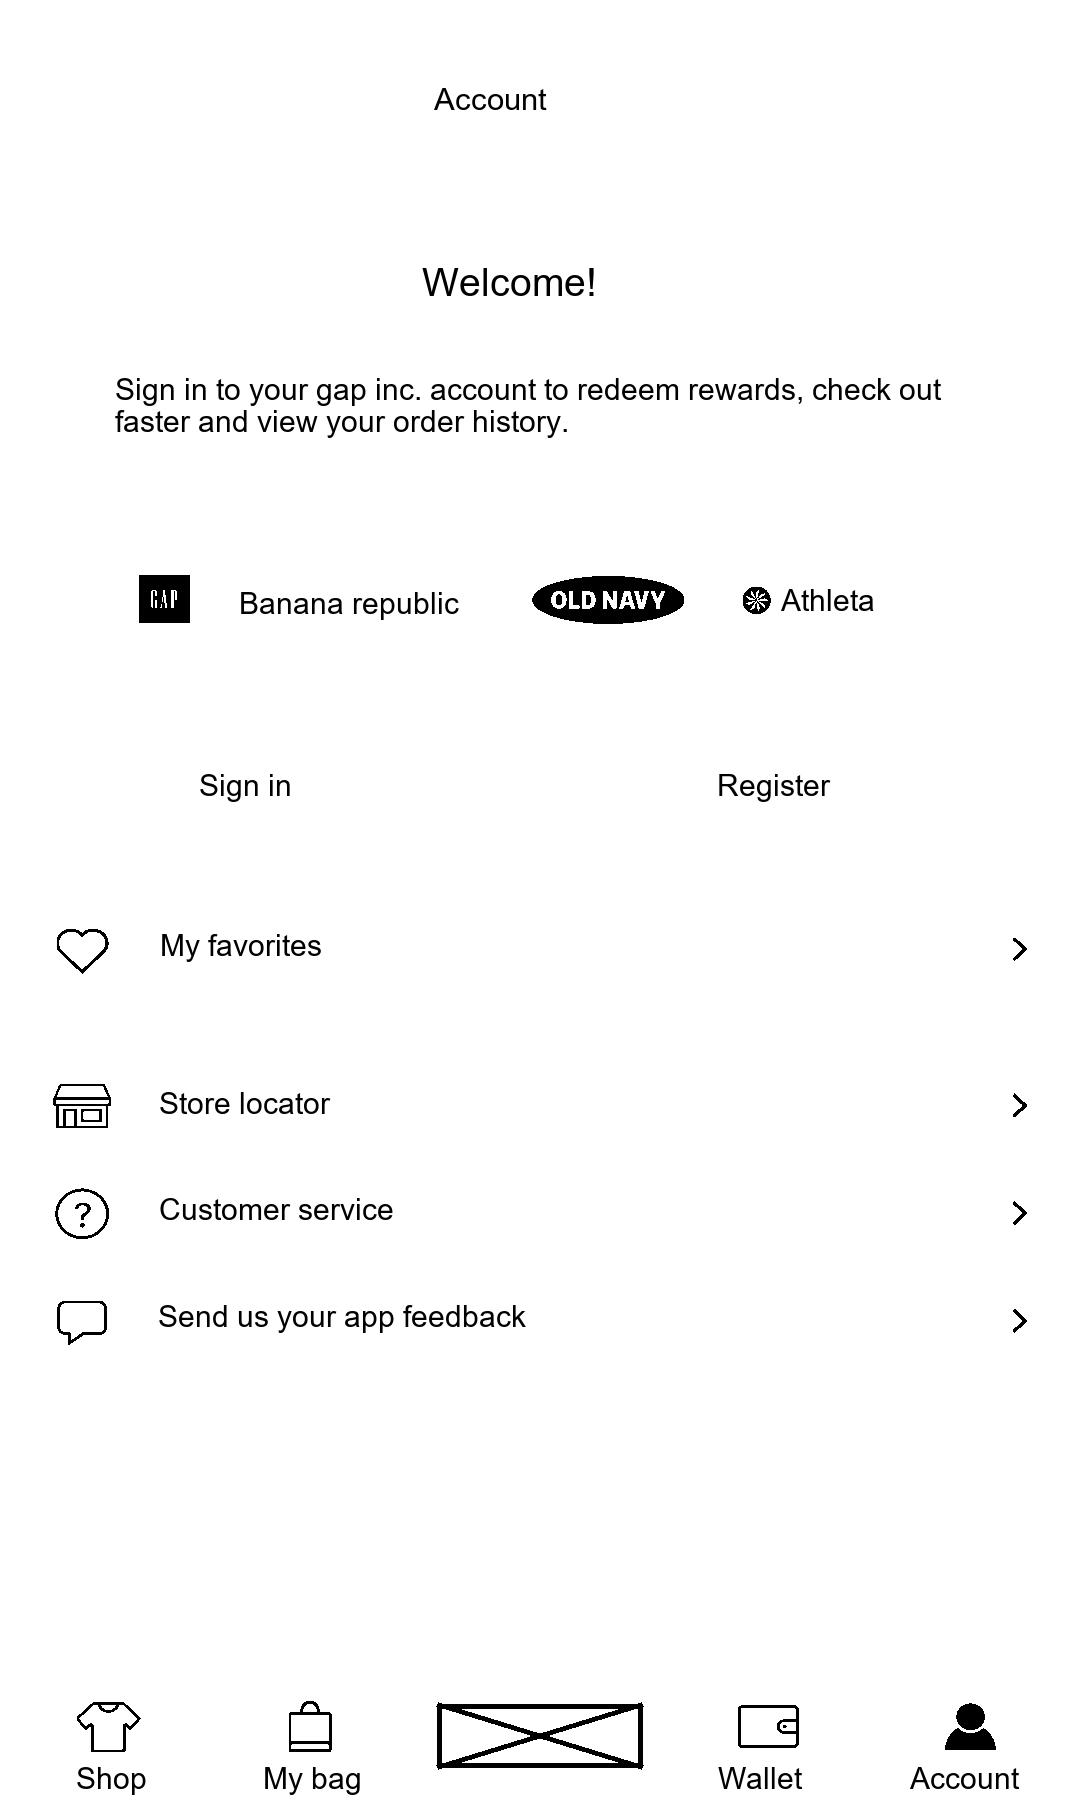 Account
Welcome!
Sign in to your gap inc. account to redeem rewards, check out
faster and view your order history.
GAP Banana republic OLD NAVY Athleta
Sign in Register
My favorites
Store locator
? Customer service
Send us your app feedback
Shop My bag Wallet Account